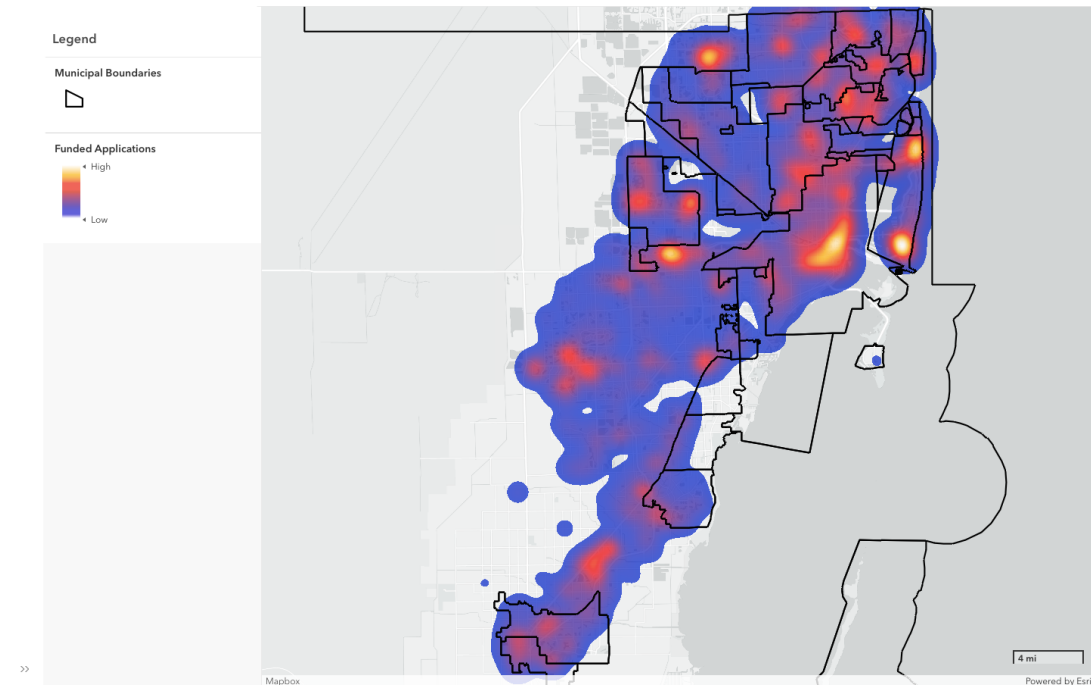 Legend
Municipal Boundaries
Funded Applications
High
Low
>>
4 mi
Mapbox
Powered by Esri